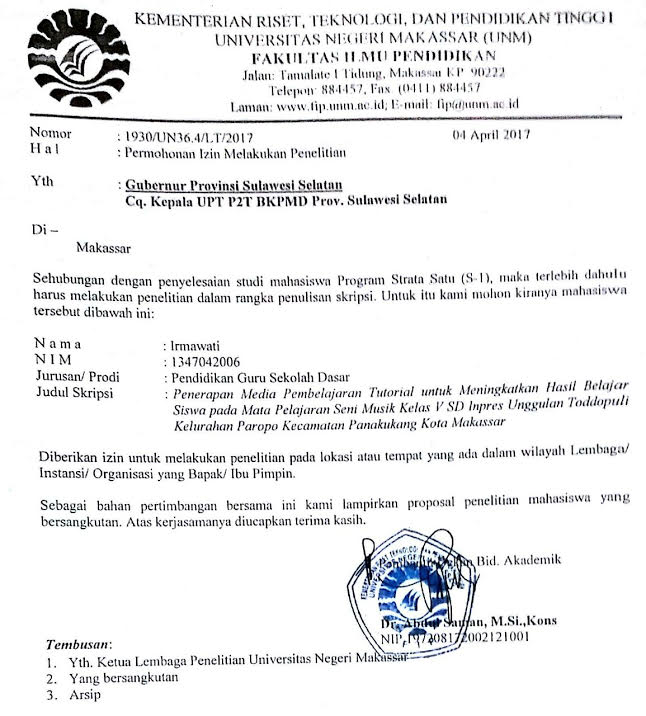 KEMENTERIAN RISET, TEKNOLOGI, DAN PENDIDIKAN TINGGI
UNIVERSITAS NEGERI MAKASSAR (UNM)
FAKULTAS ILMU PENDIDIKAN
Jalan: Tamalate I Tidung, Makassar KP. 90222
Telepon: 884457, Fax. (0411) 884457
Laman: www.fip.unm.ac.id; E-mail: fip@unm.ac.id
Nomor : 1930/UN36.4/LT/2017 04 April 2017
H a l : Permohonan Izin Melakukan Penelitian
Yth : Gubernur Provinsi Sulawesi Selatan
Cq. Kepala UPT P2T BKPMD Prov. Sulawesi Selatan
Di –
Makassar
Sehubungan dengan penyelesaian studi mahasiswa Program Strata Satu (S-1), maka terlebih dahulu
harus melakukan penelitian dalam rangka penulisan skripsi. Untuk itu kami mohon kiranya mahasiswa
tersebut dibawah ini:
N a m a : Irmawati
N I M : 1347042006
Jurusan/ Prodi : Pendidikan Guru Sekolah Dasar
Judul Skripsi : Penerapan Media Pembelajaran Tutorial untuk Meningkatkan Hasil Belajar
Siswa pada Mata Pelajaran Seni Musik Kelas V SD Inpres Unggulan Toddopuli
Kelurahan Paropo Kecamatan Panakukang Kota Makassar
Diberikan izin untuk melakukan penelitian pada lokasi atau tempat yang ada dalam wilayah Lembaga/
Instansi/ Organisasi yang Bapak/ Ibu Pimpin.
Sebagai bahan pertimbangan bersama ini kami lampirkan proposal penelitian mahasiswa yang
bersangkutan. Atas kerjasamanya diucapkan terima kasih.
Bid. Akademik
Dr. Abdul Saman, M.Si.,Kons
NIP. 197208172002121001
Tembusan:
1. Yth. Ketua Lembaga Penelitian Universitas Negeri Makassar
2. Yang bersangkutan
3. Arsip